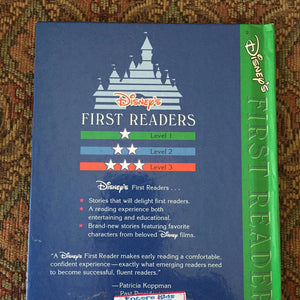 Disney's
FIRST READERS
Level 1
Level 2
Level 3
Disney's First Readers . . .
Stories that will delight first readers.
A reading experience both
entertaining and educational.
Brand-new stories featuring favorite
characters from beloved Disney films.
"A Disney's First Reader makes early reading a comfortable,
confident experience—exactly what emerging readers need
to become successful, fluent readers."
—Patricia Koppman
Past President
Disney's FIRST READER